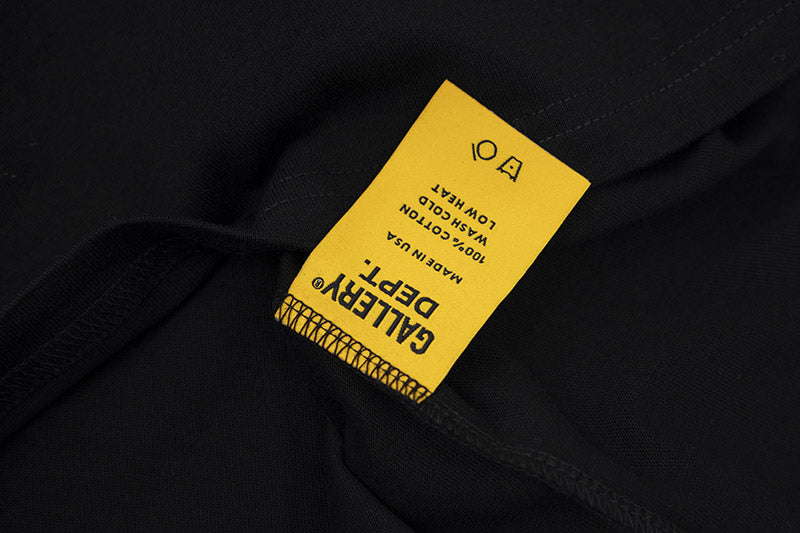 GALLERY®
DEPT.
MADE IN USA
100% COTTON
WASH COLD
LOW HEAT